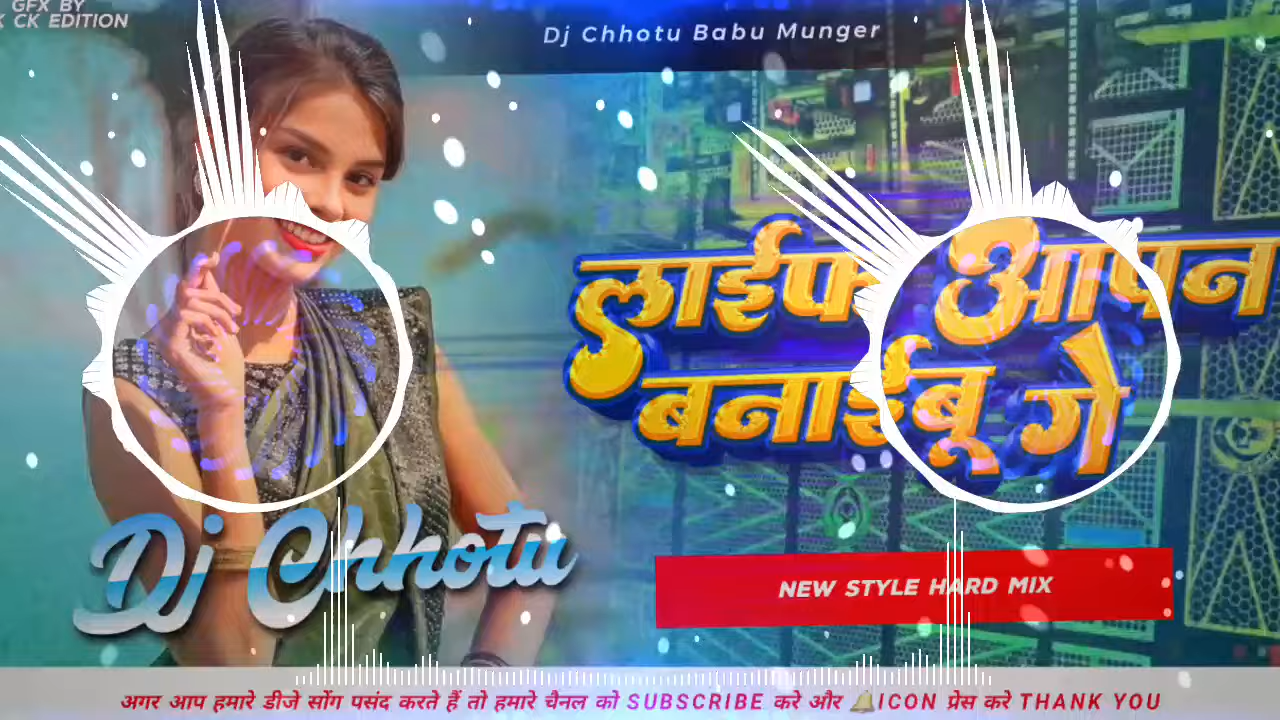 GFX BY
CK EDITION
Dj Chhotu Babu Munger
लाईफ आपन
बनाईबू गे
Dj Chhotu
NEW STYLE HARD MIX
अगर आप हमारे डीजे सोंग पसंद करते हैं तो हमारे चैनल को SUBSCRIBE करे और 🔔ICON प्रेस करे THANK YOU